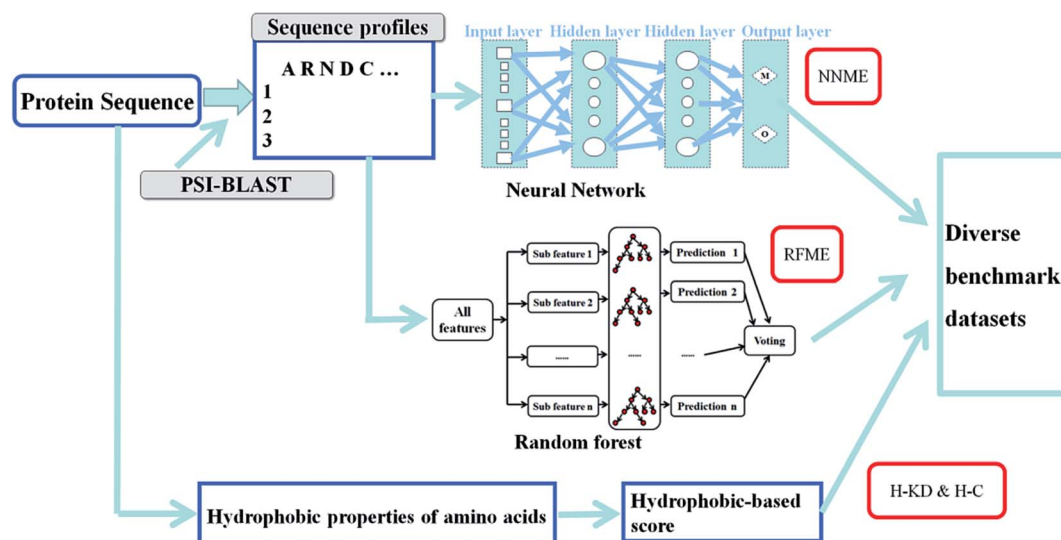 Sequence profiles
Input layer
Hidden layer
Hidden layer
Output layer
A R N D C ...
1
2
3
Protein Sequence
PSI-BLAST
M
O
NNME
Neural Network
All
features
Sub feature 1
Sub feature 2
......
Sub feature n
......
Prediction 1
Prediction 2
......
Prediction n
Voting
RFME
Random forest
Diverse
benchmark
datasets
Hydrophobic properties of amino acids
Hydrophobic-based
score
H-KD & H-C